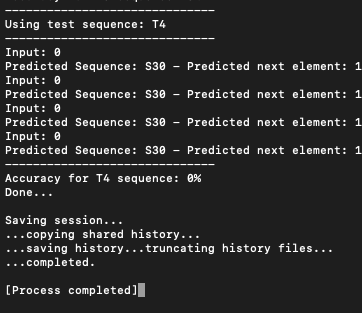 ------------------------------
Using test sequence: T4
------------------------------
Input: 0
Predicted Sequence: S30 - Predicted next element: 1
Input: 0
Predicted Sequence: S30 - Predicted next element: 1
Input: 0
Predicted Sequence: S30 - Predicted next element: 1
Input: 0
Predicted Sequence: S30 - Predicted next element: 1
------------------------------
Accuracy for T4 sequence: 0%
Done...
Saving session...
...copying shared history...
...saving history...truncating history files...
...completed.
[Process completed]